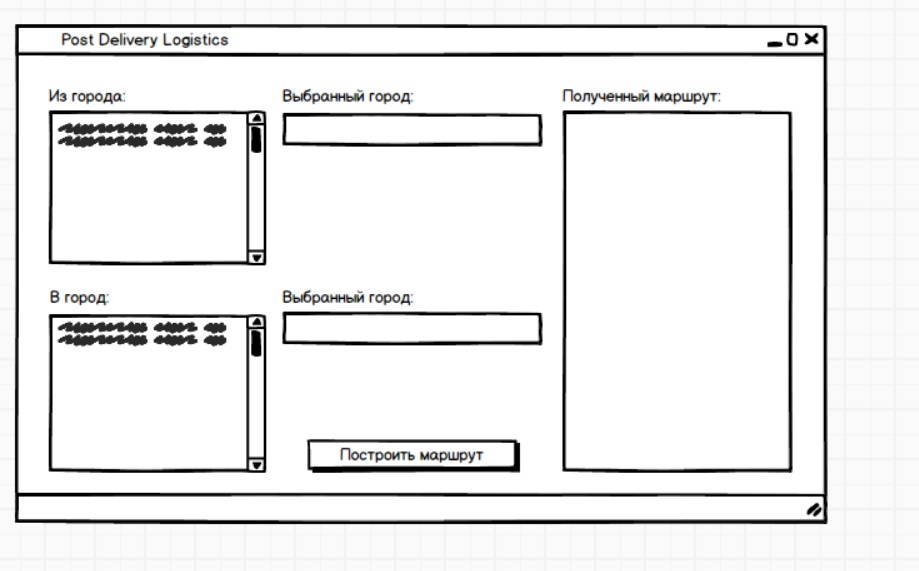 Post Delivery Logistics
Из города:
Выбранный город:
Полученный маршрут:
В город:
Выбранный город:
Построить маршрут